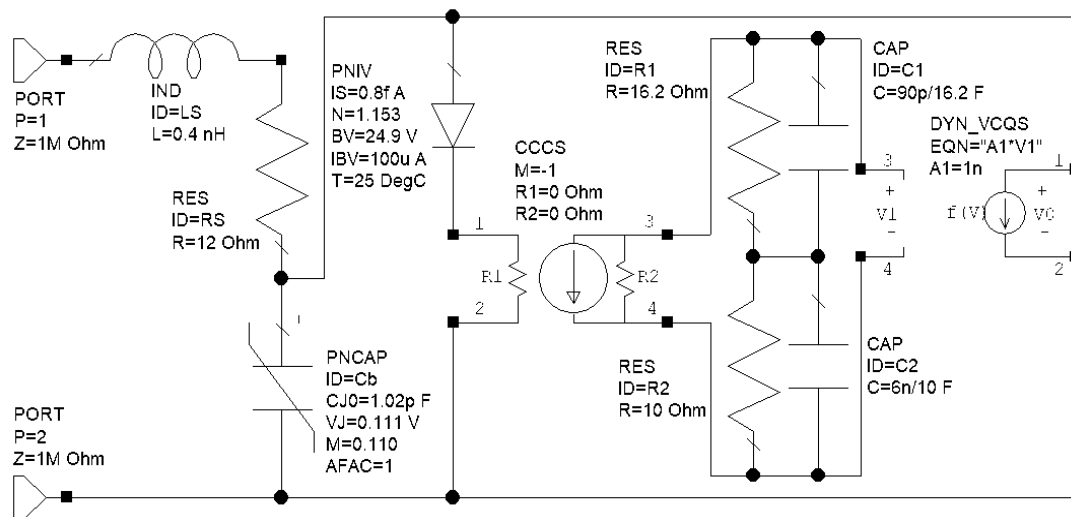 PORT
P=1
Z=1M Ohm
IND
ID=LS
L=0.4 nH
RES
ID=RS
R=12 Ohm
PNIV
IS=0.8f A
N=1.153
BV=24.9 V
IBV=100u A
T=25 DegC
CCCS
M=-1
R1=0 Ohm
R2=0 Ohm
1
2
R1
R2
3
4
RES
ID=R1
R=16.2 Ohm
CAP
ID=C1
C=90p/16.2 F
DYN_VCQS
EQN="A1*V1"
A1=1n
3
+
V1
-
4
f(V)
1
+
VC
-
2
PORT
P=2
Z=1M Ohm
PNCAP
ID=Cb
CJ0=1.02p F
VJ=0.111 V
M=0.110
AFAC=1
RES
ID=R2
R=10 Ohm
CAP
ID=C2
C=6n/10 F